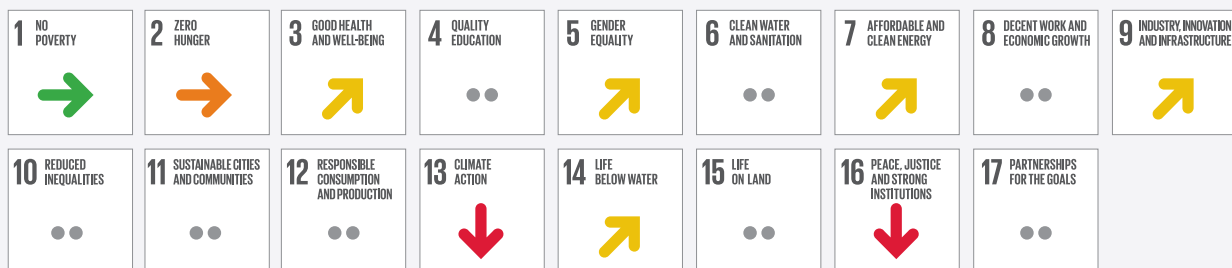 1 NO
POVERTY
2 ZERO
HUNGER
3 GOOD HEALTH
AND WELL-BEING
4 QUALITY
EDUCATION
5 GENDER
EQUALITY
6 CLEAN WATER
AND SANITATION
7 AFFORDABLE AND
CLEAN ENERGY
8 DECENT WORK AND
ECONOMIC GROWTH
9 INDUSTRY, INNOVATION
AND INFRASTRUCTURE
10 REDUCED
INEQUALITIES
11 SUSTAINABLE CITIES
AND COMMUNITIES
12 RESPONSIBLE
CONSUMPTION
AND PRODUCTION
13 CLIMATE
ACTION
14 LIFE
BELOW WATER
15 LIFE
ON LAND
16 PEACE, JUSTICE
AND STRONG
INSTITUTIONS
17 PARTNERSHIPS
FOR THE GOALS